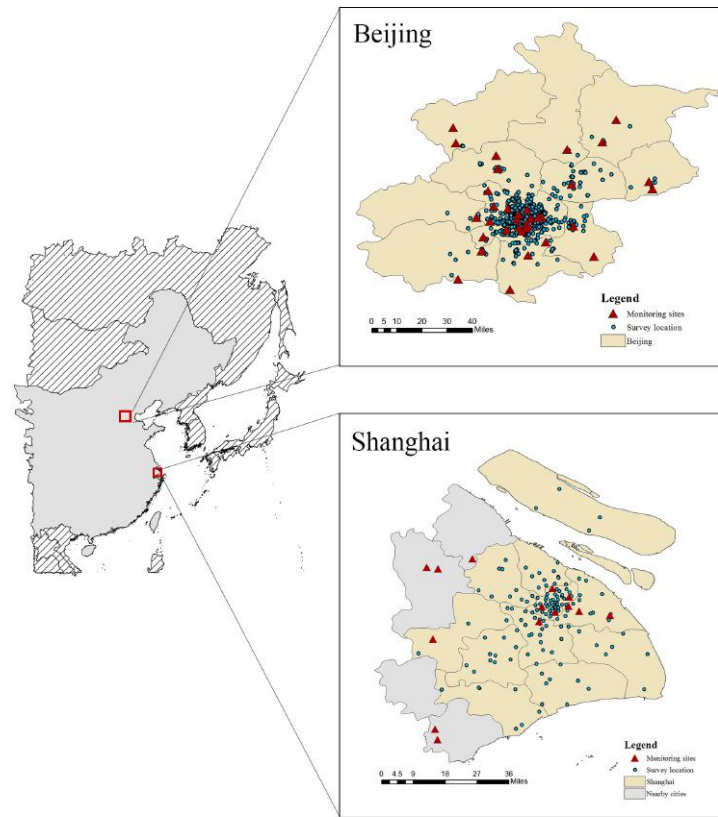 Beijing
Legend
Monitoring sites
Survey location
Beijing
0 5 10 20 30 40
Miles
Shanghai
Legend
Monitoring sites
Survey location
Shanghai
Nearby cities
0 4.5 9 18 27 36
Miles